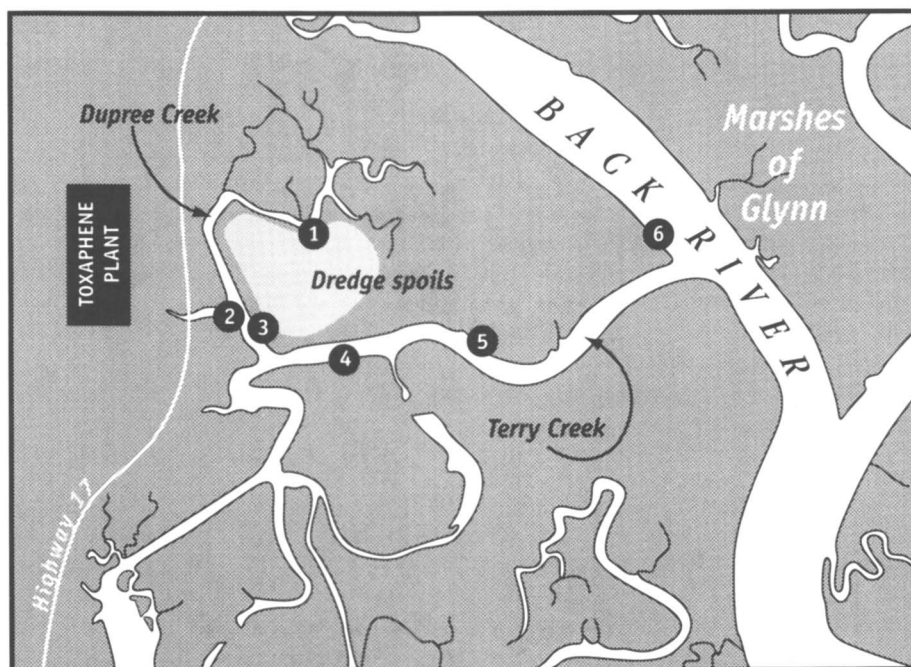 Dupree Creek
BACK RIVER
Marshes
of
Glynn
TOXAPHENE
PLANT
1
6
Dredge spoils
2
3
4
5
Terry Creek
Highway 17